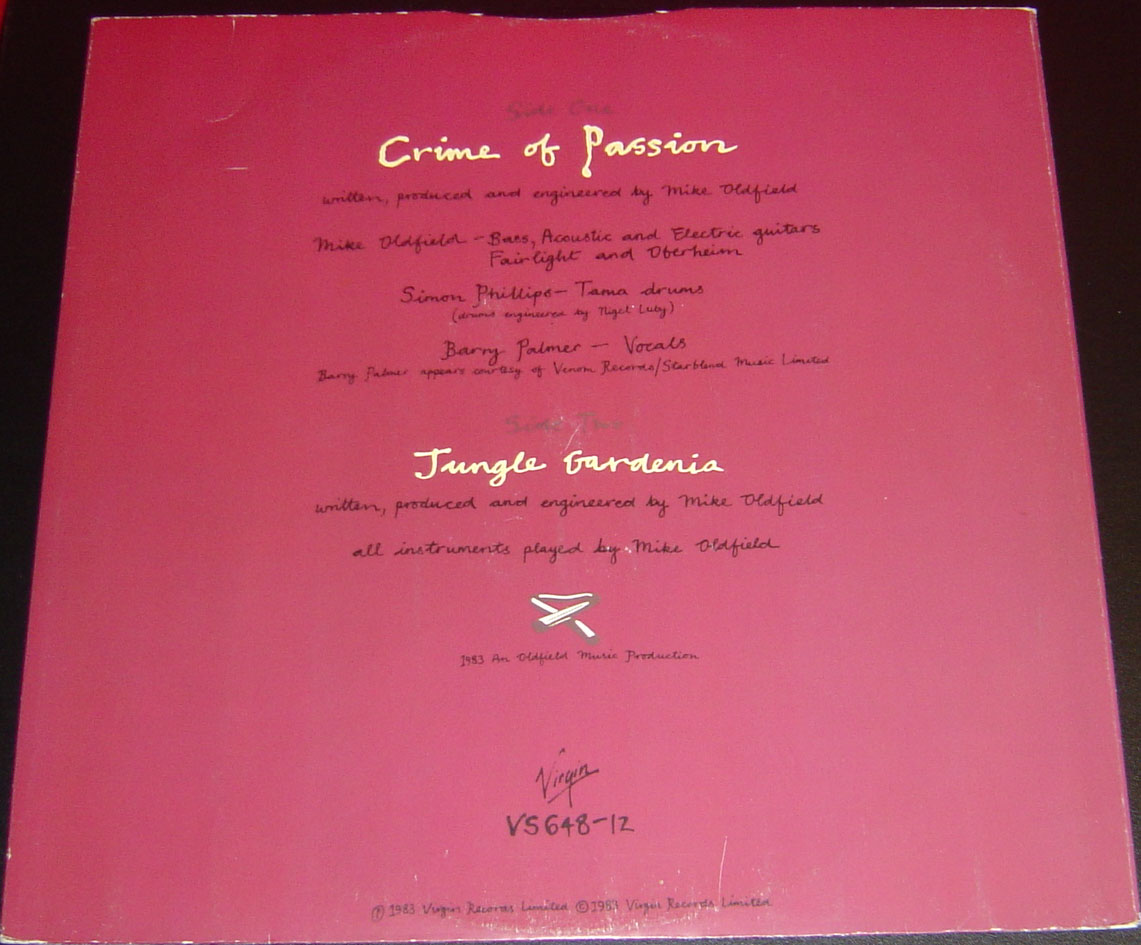 Side One
Crime of Passion
written, produced and engineered by Mike Oldfield
Mike Oldfield - Bass, Acoustic and Electric guitars
Fairlight and Oberheim
Simon Phillips - Tama drums
(drums engineered by Nigel Luby)
Barry Palmer - Vocals
Barry Palmer appears courtesy of Venom Records/Starblend Music Limited
Side Two
Jungle Gardenia
written, produced and engineered by Mike Oldfield
all instruments played by Mike Oldfield
1983 An Oldfield Music Production
Virgin
VS648-12
℗ 1983 Virgin Records Limited © 1983 Virgin Records Limited